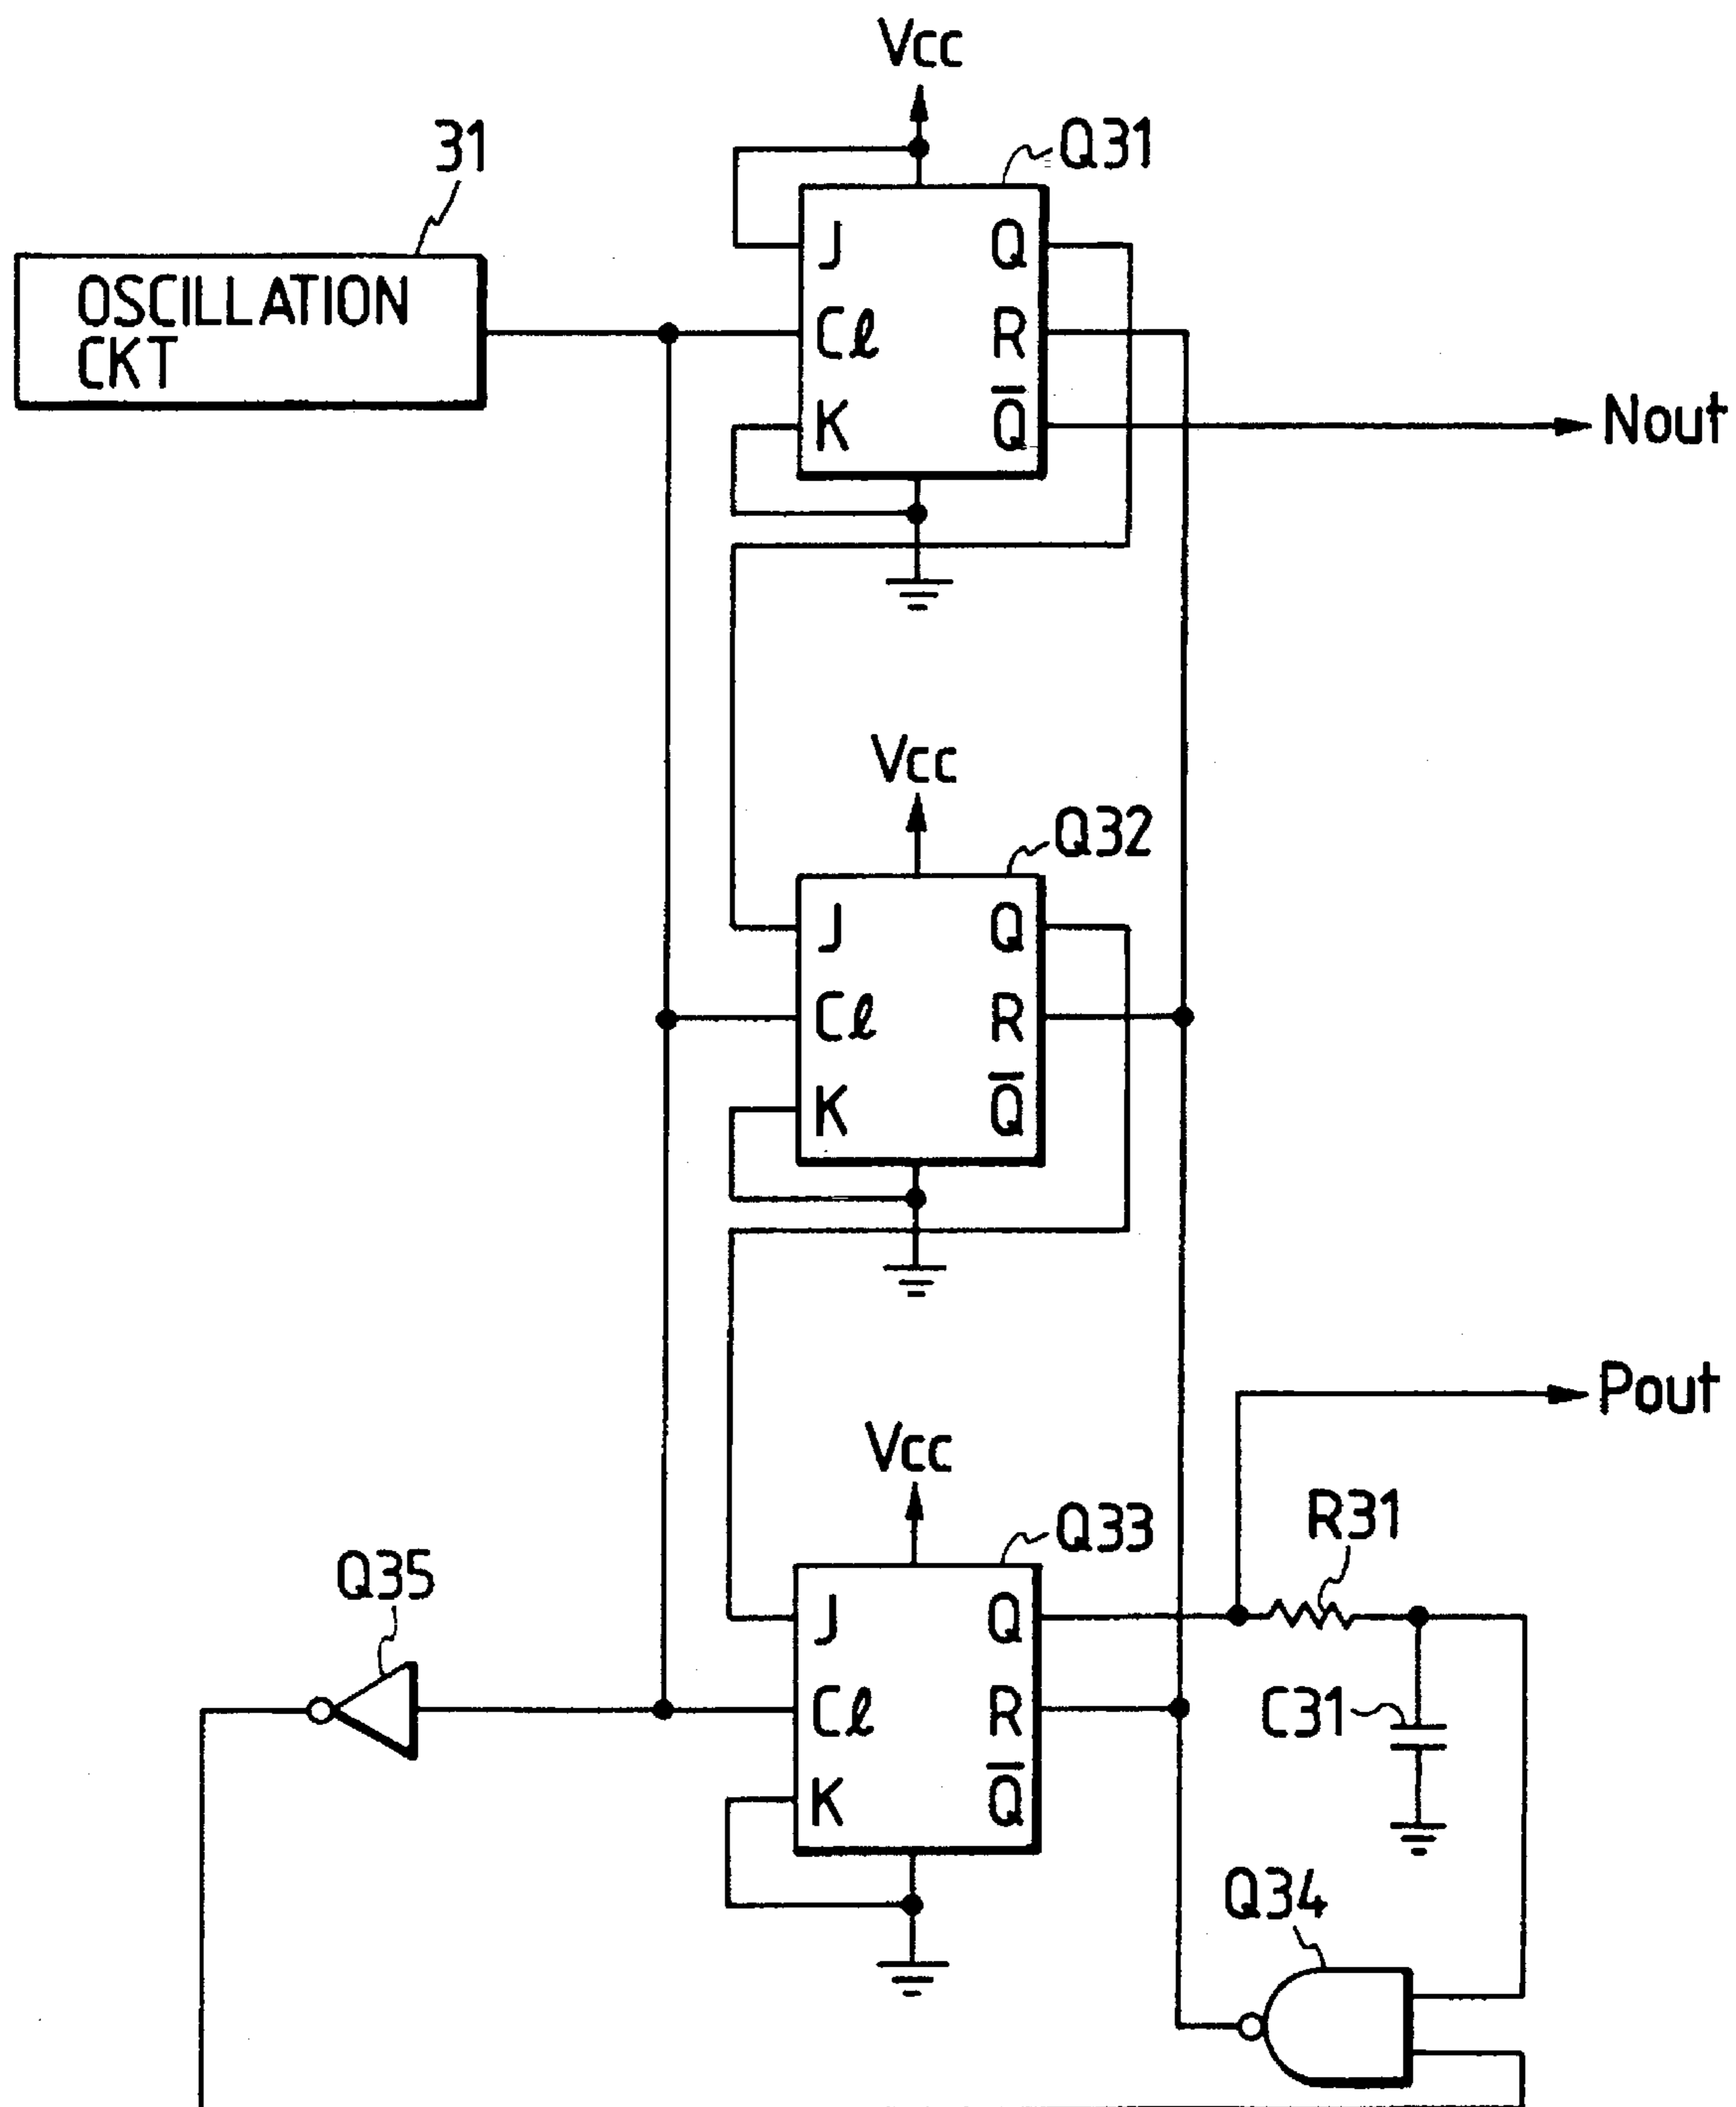 Vcc
31
Q31
OSCILLATION
CKT
J
Q
Cℓ
R
K
Q̅
Nout
Vcc
Q32
J
Q
Cℓ
R
K
Q̅
Pout
Vcc
Q33
R31
Q35
J
Q
Cℓ
R
C31
K
Q̅
Q34